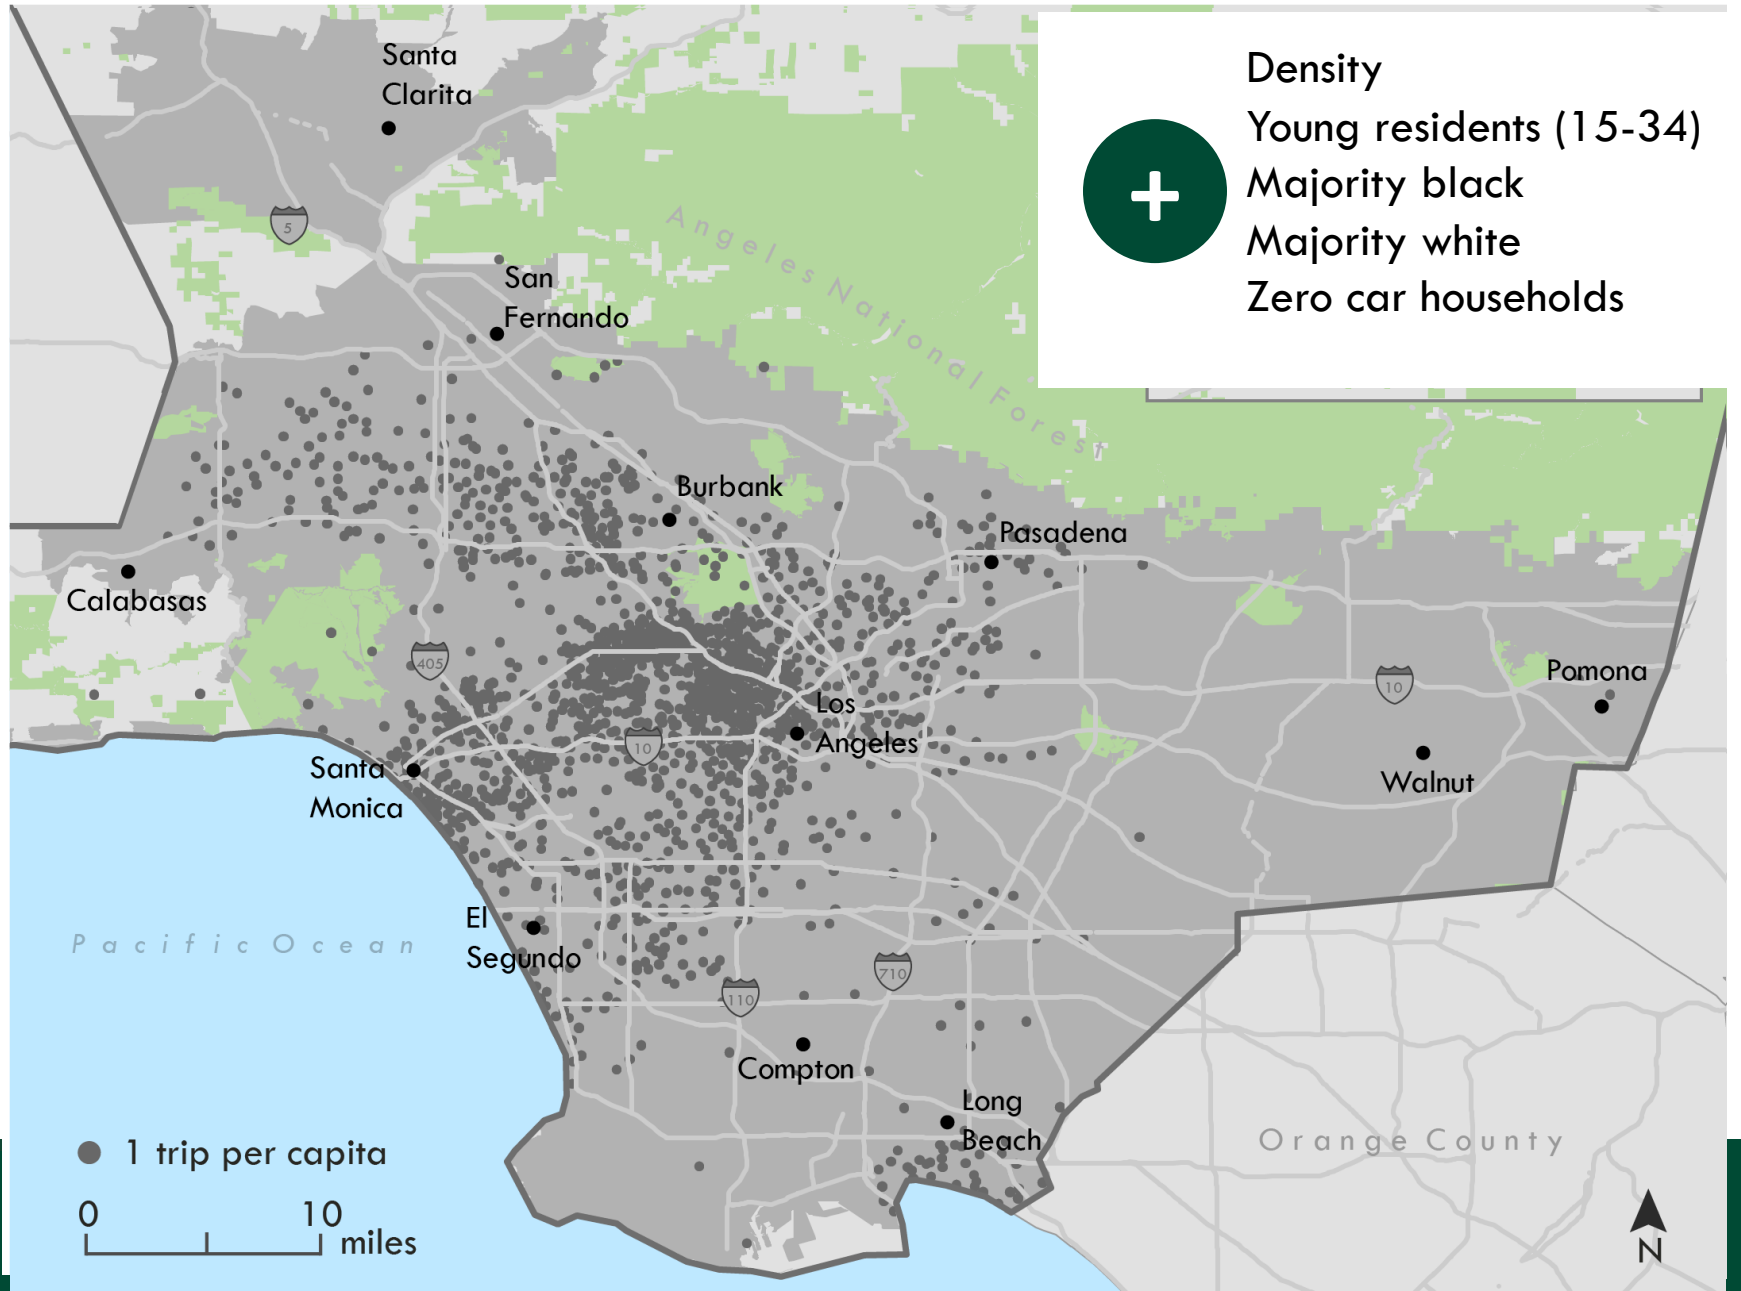 Santa
Clarita
Density
Young residents (15-34)
Majority black
Majority white
Zero car households
+
5
Angeles National Forest
San
Fernando
Burbank
Pasadena
Calabasas
405
10
Pomona
Los
Angeles
10
Walnut
Santa
Monica
El
Segundo
Pacific Ocean
710
110
Compton
Long
Beach
Orange County
1 trip per capita
0 10
miles
N